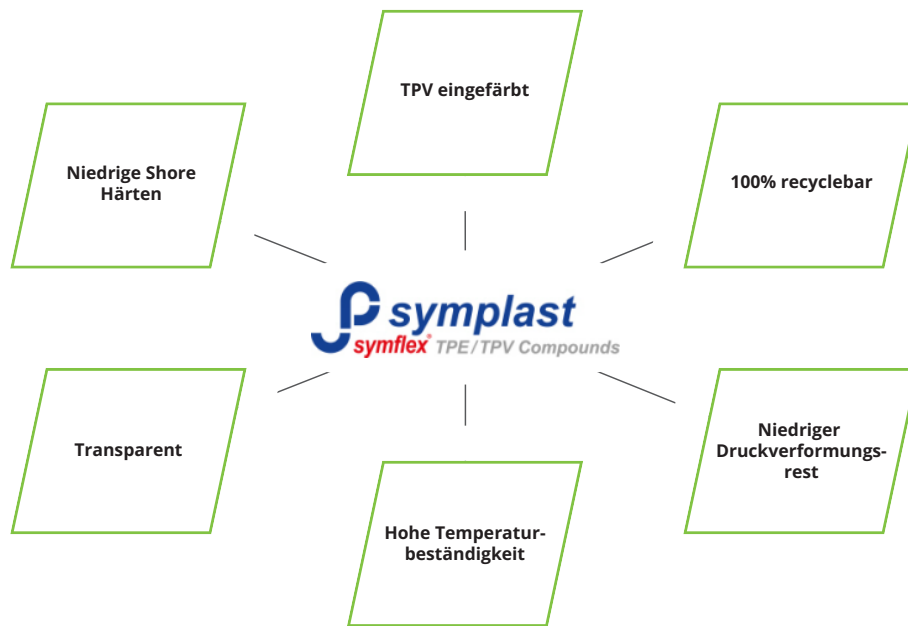 TPV eingefärbt
Niedrige Shore
Härten
100% recyclebar
symplast
symflex® TPE/TPV Compounds
Transparent
Niedriger
Druckverformungs-
rest
Hohe Temperatur-
beständigkeit